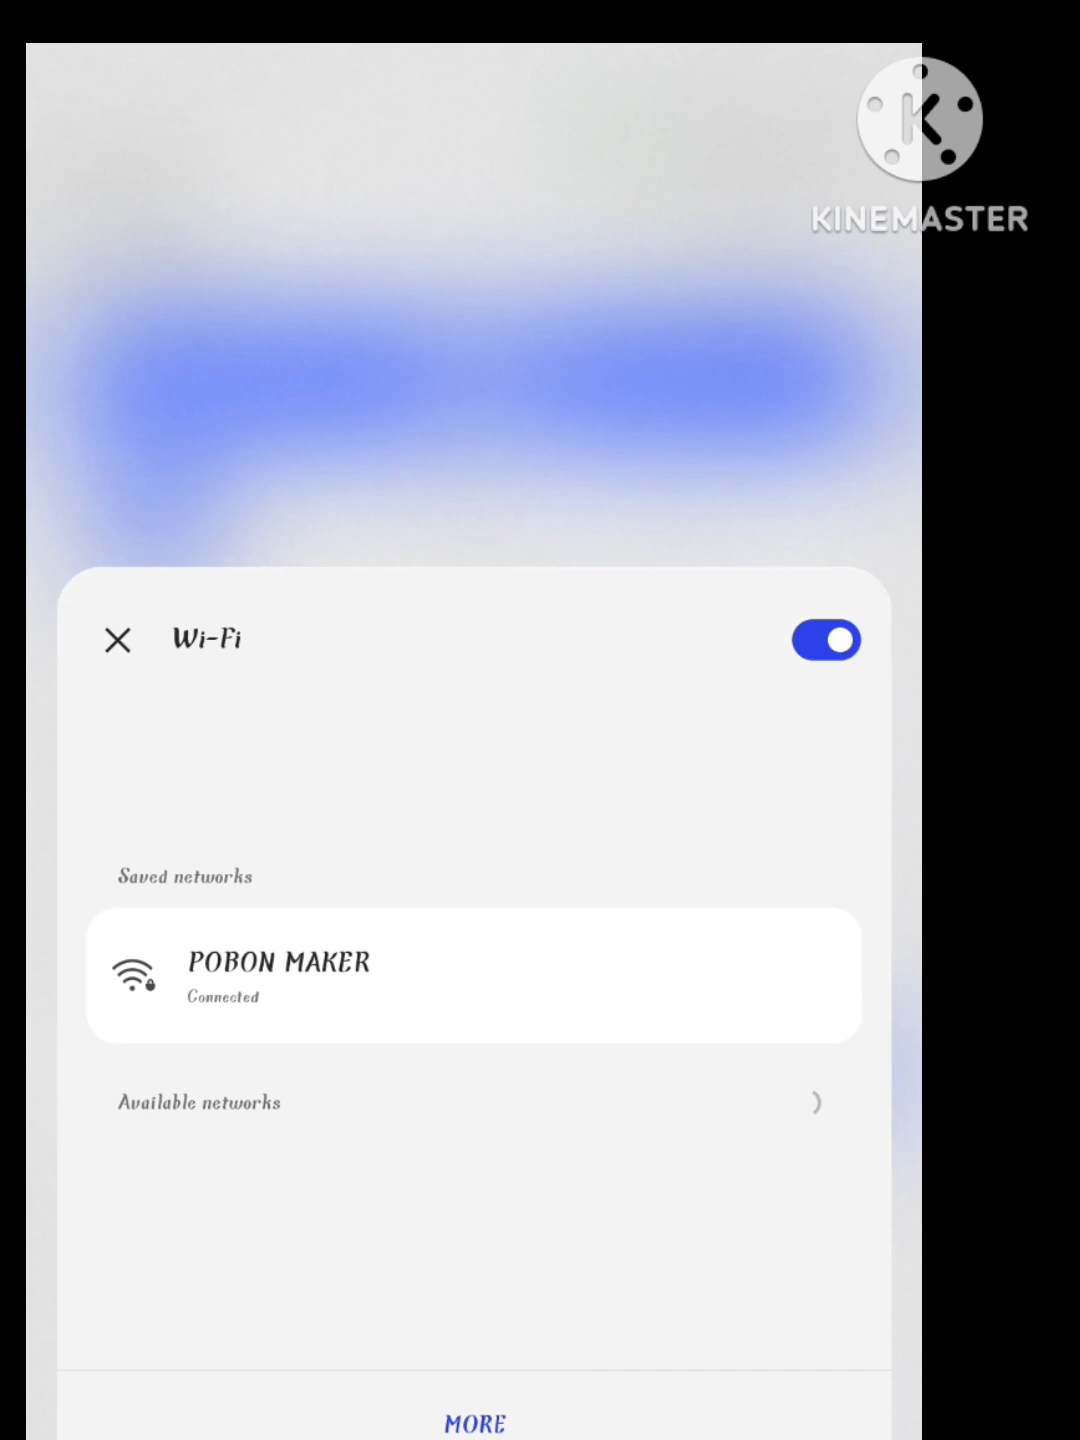 KINEMASTER
Wi-Fi
Saved networks
POBON MAKER
Connected
Available networks
MORE